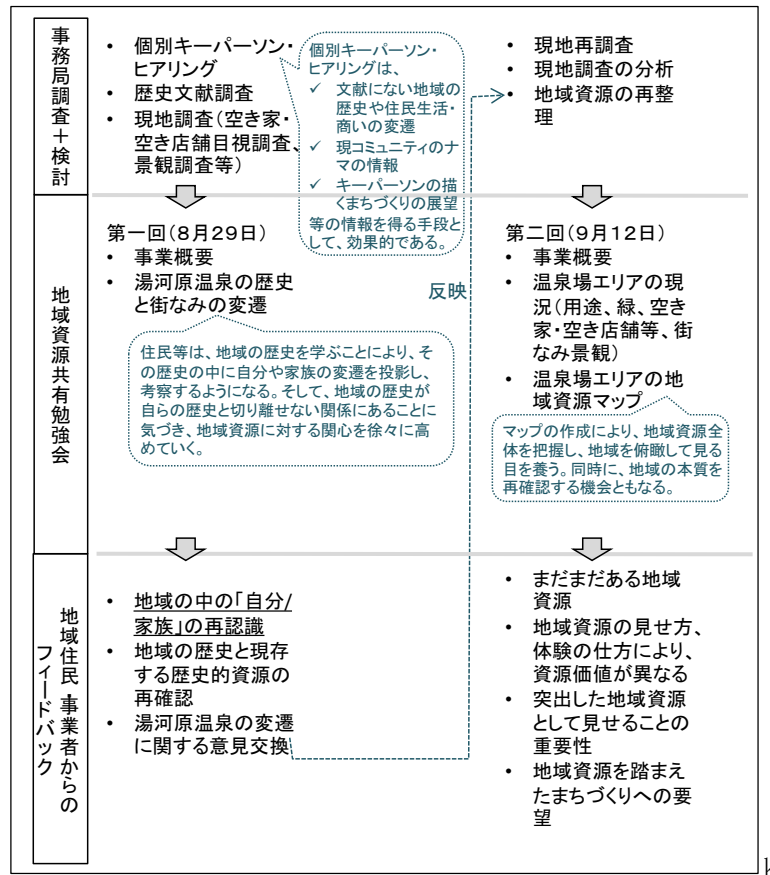 事務局調査＋検討
• 個別キーパーソン・
ヒアリング
• 歴史文献調査
• 現地調査（空き家・
空き店舗目視調査、
景観調査等）
個別キーパーソン・
ヒアリングは、
✓ 文献にない地域の
歴史や住民生活・
商いの変遷
✓ 現コミュニティのナ
マの情報
✓ キーパーソンの描
くまちづくりの展望
等の情報を得る手段と
して、効果的である。
• 現地再調査
• 現地調査の分析
• 地域資源の再整
理
地域資源共有勉強会
第一回（８月２９日）
• 事業概要
• 湯河原温泉の歴史
と街なみの変遷
住民等は、地域の歴史を学ぶことにより、そ
の歴史の中に自分や家族の変遷を投影し、
考察するようになる。そして、地域の歴史が
自らの歴史と切り離せない関係にあることに
気づき、地域資源に対する関心を徐々に高
めていく。
反映
第二回（９月１２日）
• 事業概要
• 温泉場エリアの現
況（用途、緑、空き
家・空き店舗等、街
なみ景観）
• 温泉場エリアの地
域資源マップ
マップの作成により、地域資源全
体を把握し、地域を俯瞰して見る
目を養う。同時に、地域の本質を
再確認する機会ともなる。
地域住民・事業者からの
フィードバック
• 地域の中の「自分/
家族」の再認識
• 地域の歴史と現存
する歴史的資源の
再確認
• 湯河原温泉の変遷
に関する意見交換
• まだまだある地域
資源
• 地域資源の見せ方、
体験の仕方により、
資源価値が異なる
• 突出した地域資源
として見せることの
重要性
• 地域資源を踏まえ
たまちづくりへの要
望